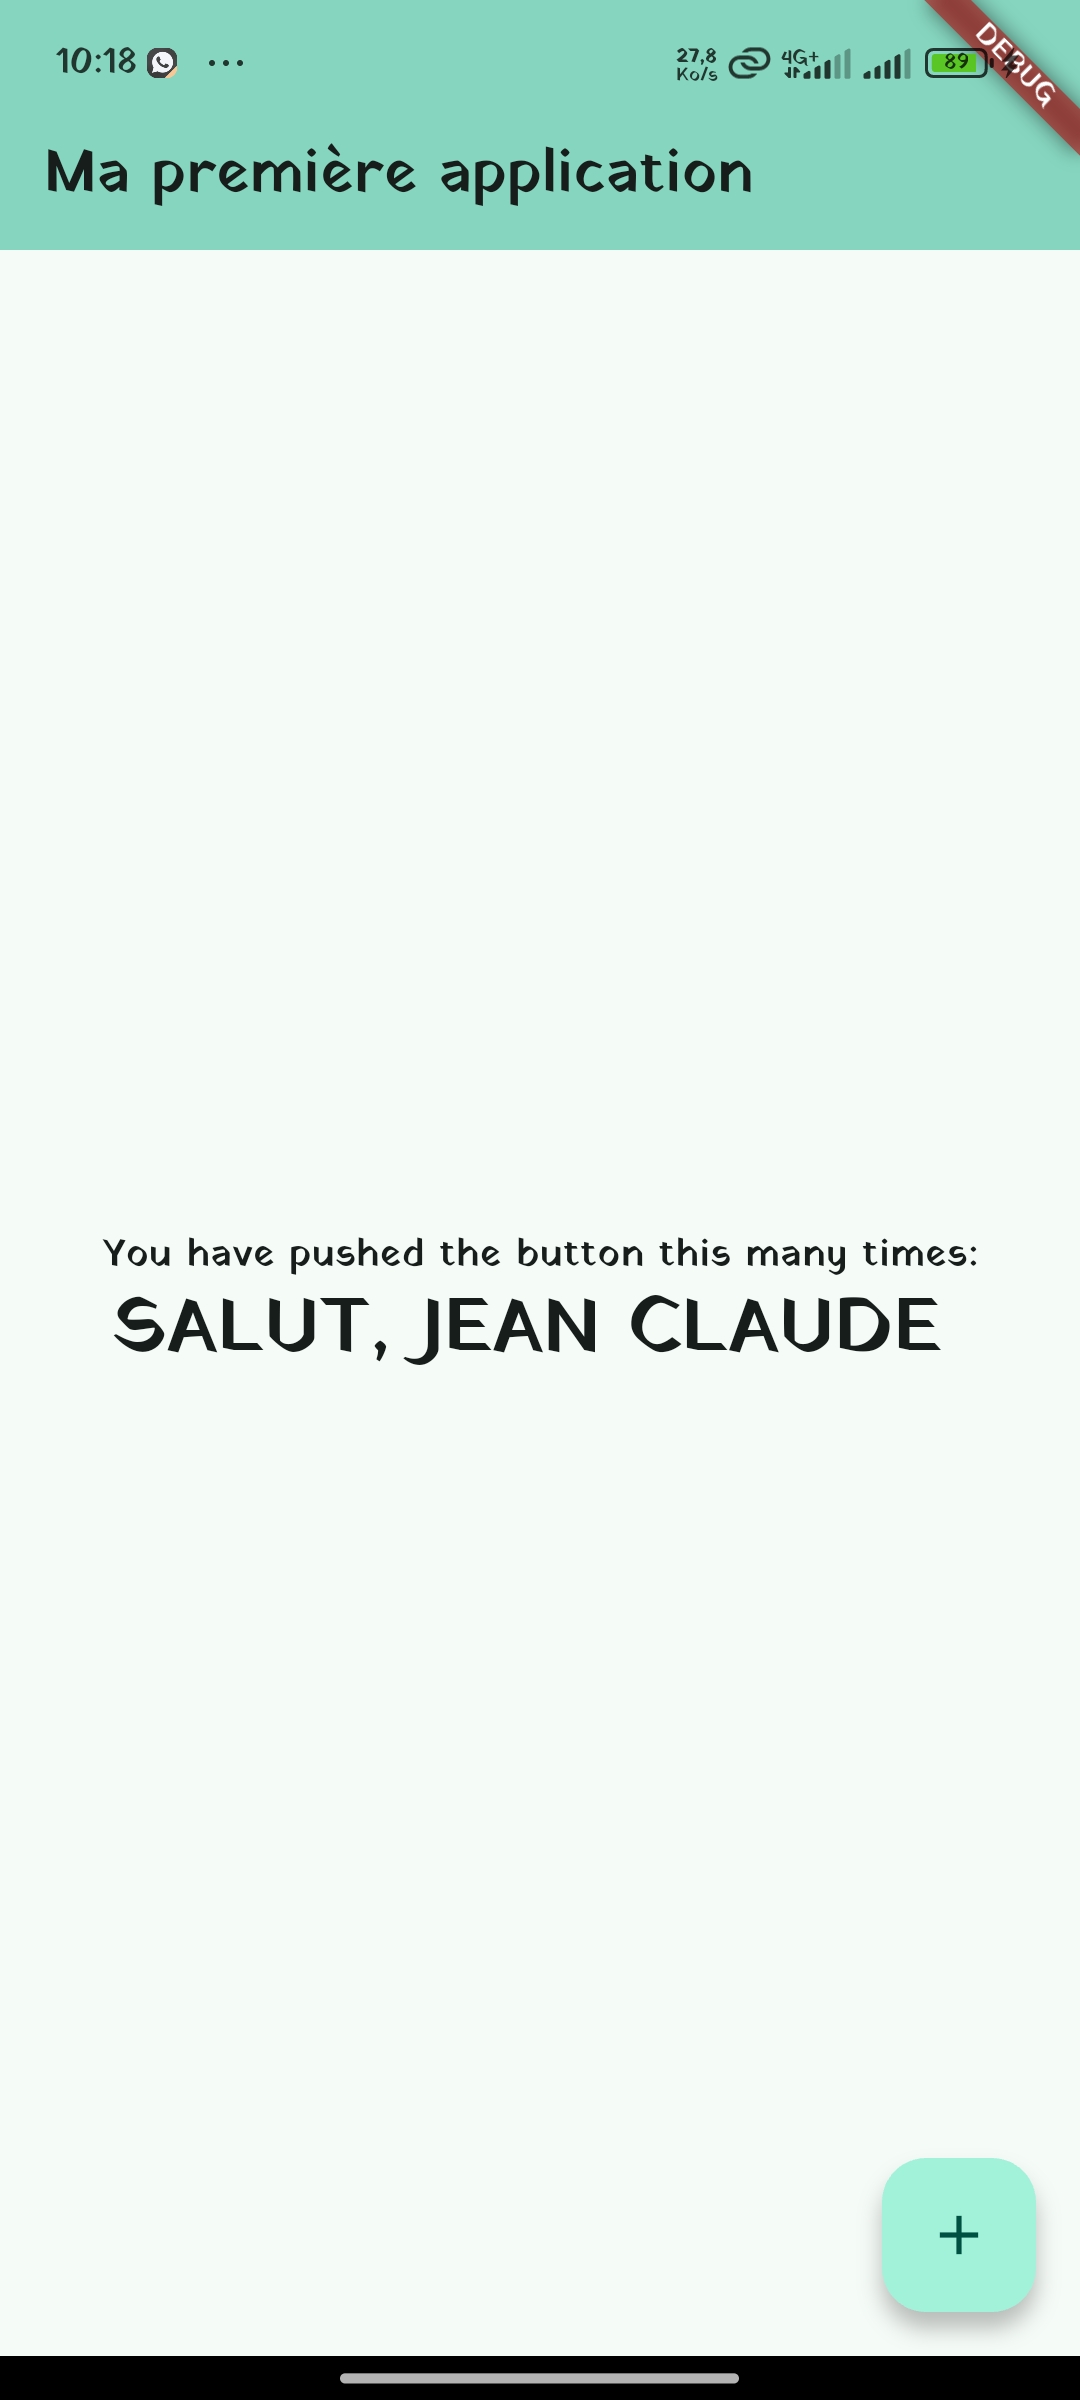 10:18
27,8
Ko/s
4G+
89
DEBUG
Ma première application
You have pushed the button this many times:
SALUT, JEAN CLAUDE